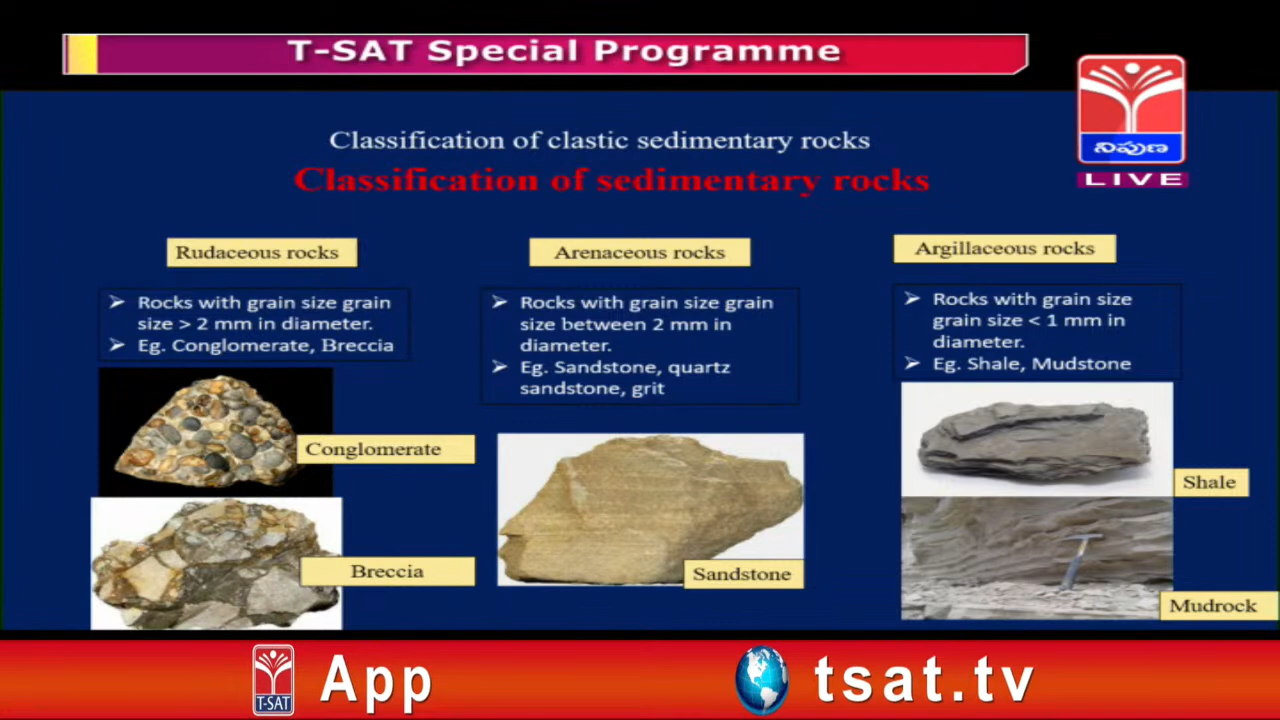 T-SAT Special Programme
నిపుణ
LIVE
Classification of clastic sedimentary rocks
Classification of sedimentary rocks
Rudaceous rocks
➢ Rocks with grain size grain
size > 2 mm in diameter.
➢ Eg. Conglomerate, Breccia
Conglomerate
Breccia
Arenaceous rocks
➢ Rocks with grain size grain
size between 2 mm in
diameter.
➢ Eg. Sandstone, quartz
sandstone, grit
Sandstone
Argillaceous rocks
➢ Rocks with grain size
grain size < 1 mm in
diameter.
➢ Eg. Shale, Mudstone
Shale
Mudrock
T-SAT
App
tsat.tv